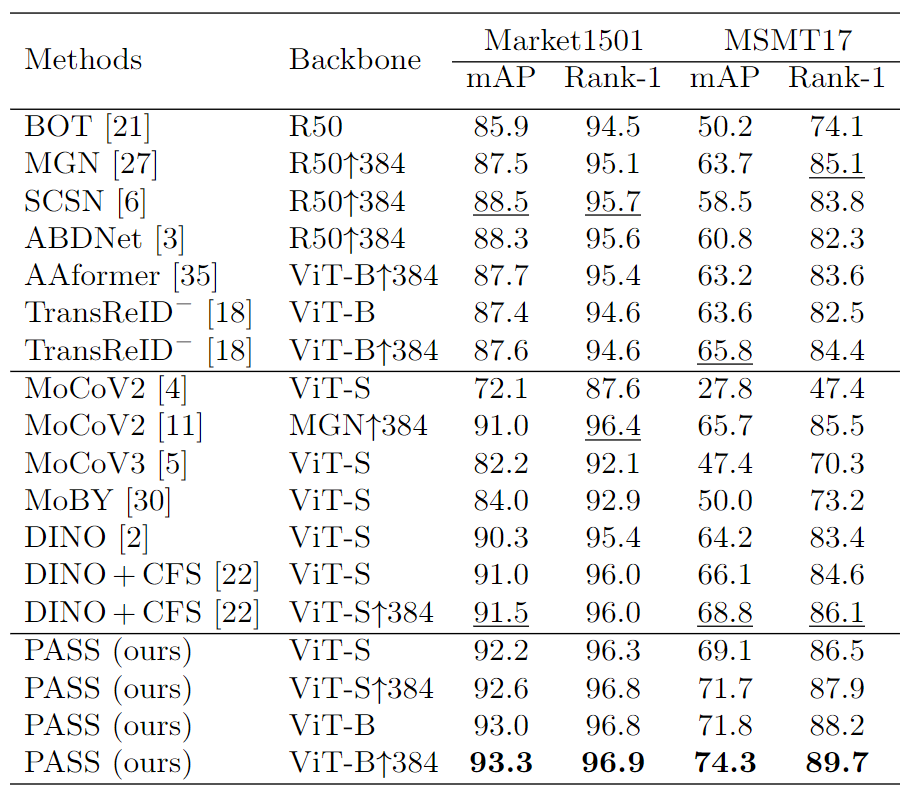 Methods Backbone Market1501 MSMT17
mAP Rank-1 mAP Rank-1
BOT [21] R50 85.9 94.5 50.2 74.1
MGN [27] R50↑384 87.5 95.1 63.7 85.1
SCSN [6] R50↑384 88.5 95.7 58.5 83.8
ABDNet [3] R50↑384 88.3 95.6 60.8 82.3
AAformer [35] ViT-B↑384 87.7 95.4 63.2 83.6
TransReID⁻ [18] ViT-B 87.4 94.6 63.6 82.5
TransReID⁻ [18] ViT-B↑384 87.6 94.6 65.8 84.4
MoCoV2 [4] ViT-S 72.1 87.6 27.8 47.4
MoCoV2 [11] MGN↑384 91.0 96.4 65.7 85.5
MoCoV3 [5] ViT-S 82.2 92.1 47.4 70.3
MoBY [30] ViT-S 84.0 92.9 50.0 73.2
DINO [2] ViT-S 90.3 95.4 64.2 83.4
DINO + CFS [22] ViT-S 91.0 96.0 66.1 84.6
DINO + CFS [22] ViT-S↑384 91.5 96.0 68.8 86.1
PASS (ours) ViT-S 92.2 96.3 69.1 86.5
PASS (ours) ViT-S↑384 92.6 96.8 71.7 87.9
PASS (ours) ViT-B 93.0 96.8 71.8 88.2
PASS (ours) ViT-B↑384 93.3 96.9 74.3 89.7